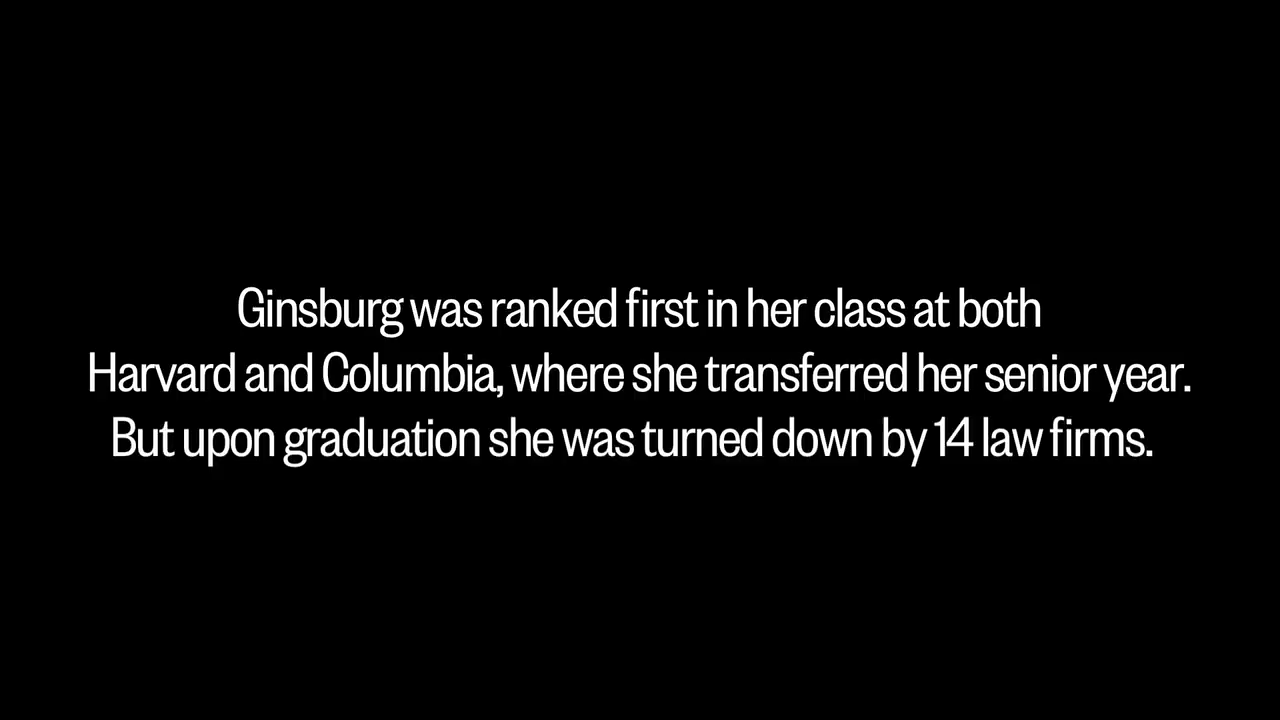 Ginsburg was ranked first in her class at both
Harvard and Columbia, where she transferred her senior year.
But upon graduation she was turned down by 14 law firms.